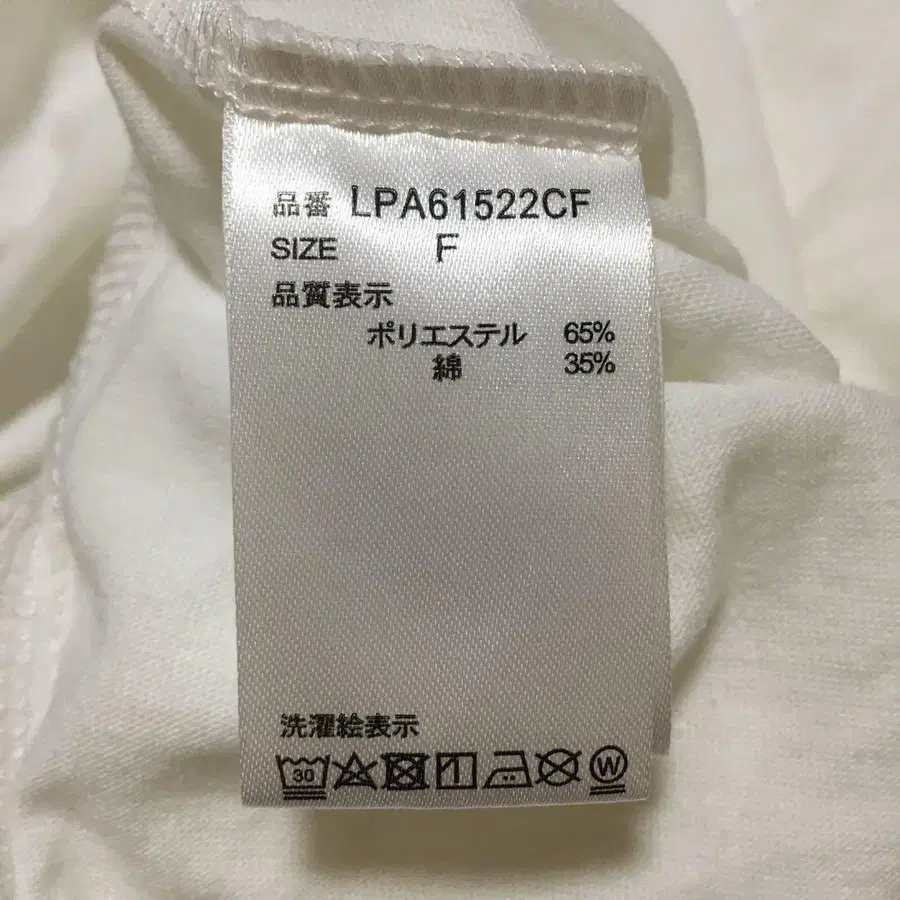 品番 LPA61522CF
SIZE F
品質表示
ポリエステル 65%
綿 35%
洗濯絵表示
30 W